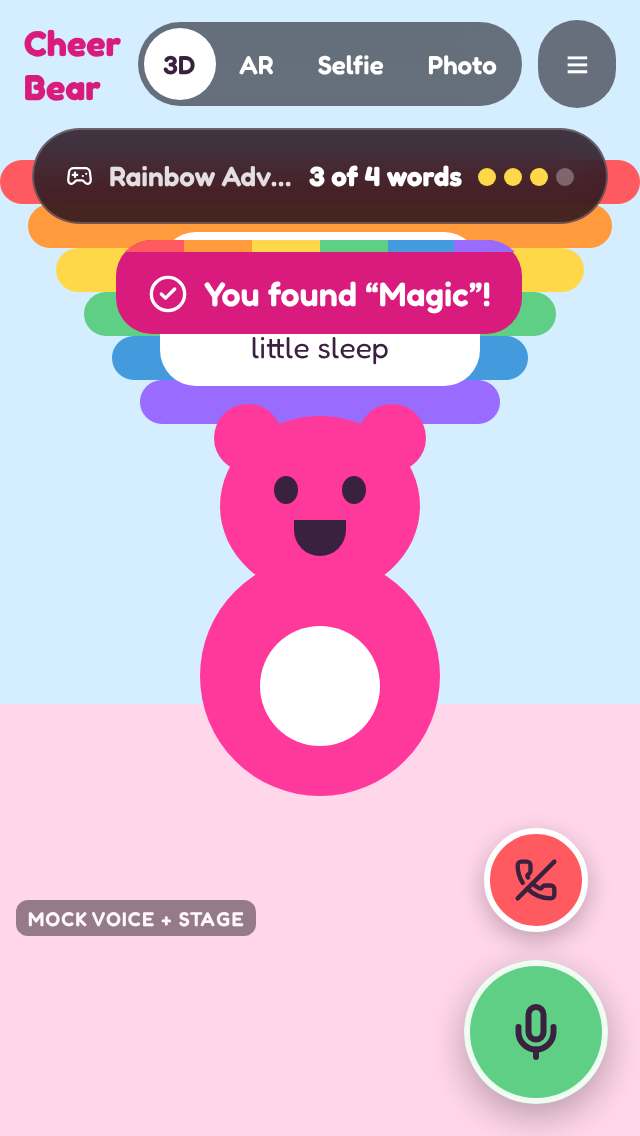 Cheer
Bear
3D
AR
Selfie
Photo
Rainbow Adv... 3 of 4 words
You found “Magic”!
little sleep
MOCK VOICE + STAGE